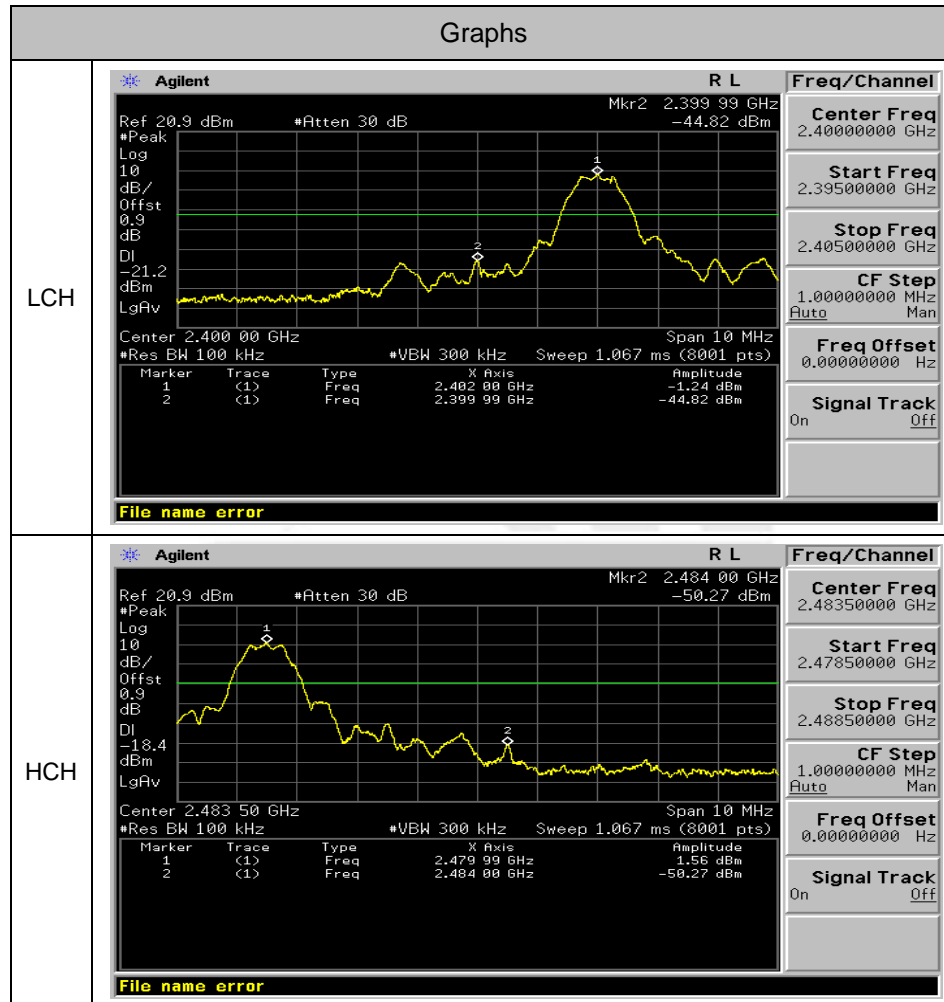 Graphs
LCH
Agilent R L
Mkr2 2.399 99 GHz
Ref 20.9 dBm #Atten 30 dB -44.82 dBm
#Peak
Log
10
dB/
Offst
0.9
dB
DI
-21.2
dBm
LgAv
1
2
Center 2.400 00 GHz Span 10 MHz
#Res BW 100 kHz #VBW 300 kHz Sweep 1.067 ms (8001 pts)
Marker Trace Type X Axis Amplitude
1 (1) Freq 2.402 00 GHz -1.24 dBm
2 (1) Freq 2.399 99 GHz -44.82 dBm
File name error
Freq/Channel
Center Freq
2.40000000 GHz
Start Freq
2.39500000 GHz
Stop Freq
2.40500000 GHz
CF Step
1.00000000 MHz
Auto Man
Freq Offset
0.00000000 Hz
Signal Track
On Off
HCH
Agilent R L
Mkr2 2.484 00 GHz
Ref 20.9 dBm #Atten 30 dB -50.27 dBm
#Peak
Log
10
dB/
Offst
0.9
dB
DI
-18.4
dBm
LgAv
1
2
Center 2.483 50 GHz Span 10 MHz
#Res BW 100 kHz #VBW 300 kHz Sweep 1.067 ms (8001 pts)
Marker Trace Type X Axis Amplitude
1 (1) Freq 2.479 99 GHz 1.56 dBm
2 (1) Freq 2.484 00 GHz -50.27 dBm
File name error
Freq/Channel
Center Freq
2.48350000 GHz
Start Freq
2.47850000 GHz
Stop Freq
2.48850000 GHz
CF Step
1.00000000 MHz
Auto Man
Freq Offset
0.00000000 Hz
Signal Track
On Off